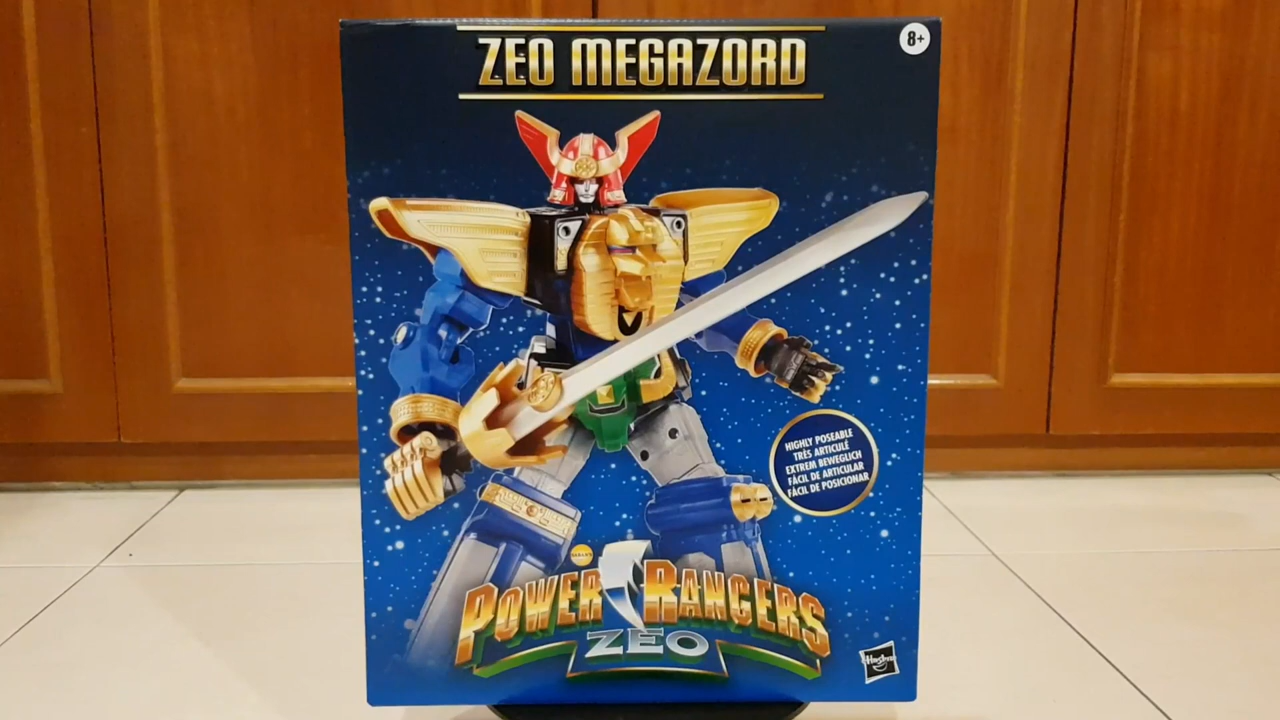 ZEO MEGAZORD
8+
HIGHLY POSEABLE
TRÈS ARTICULÉ
EXTREM BEWEGLICH
FÁCIL DE ARTICULAR
FÁCIL DE POSICIONAR
SABAN'S
POWER RANGERS
ZEO
Hasbro